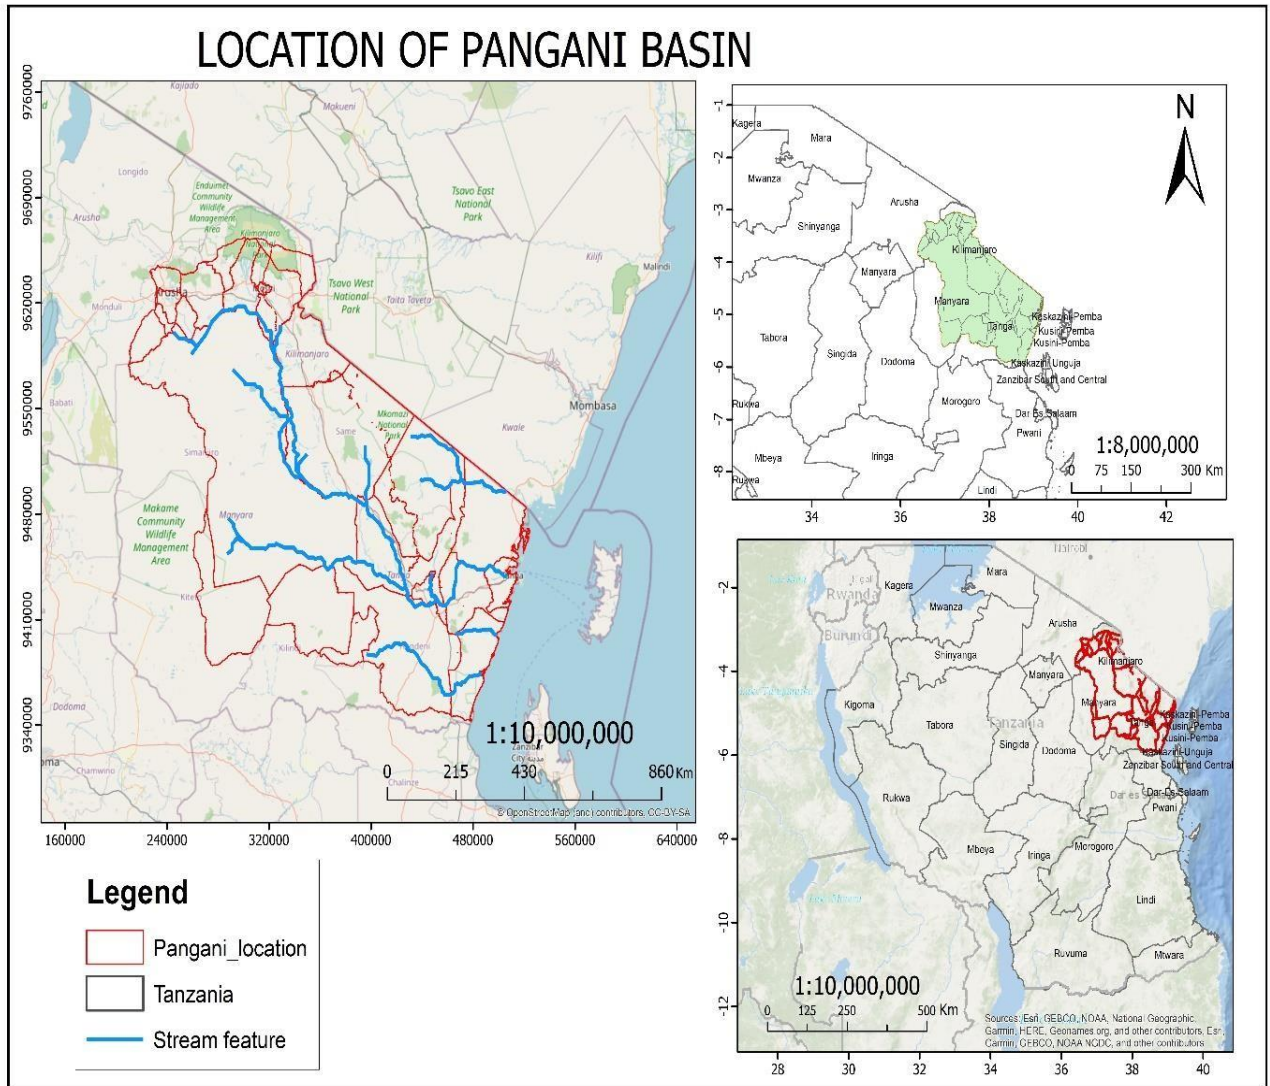 LOCATION OF PANGANI BASIN
9760000
9690000
9620000
9550000
9480000
9410000
9340000
160000
240000
320000
400000
480000
560000
640000
Kajiado
Makueni
Longido
Enduimet
Community
Wildlife
Management
Area
Arusha
Kilimanjaro
National
Tsavo East
National
Park
Kilifi
Malindi
Monduli
Tsavo West
National
Park
Taita Taveta
Kilimanjaro
Babati
Mombasa
Mkomazi
National
Park
Same
Kwale
Simanjiro
Makame
Community
Wildlife
Management
Area
Manyara
Kiteto
Kilindi
Dodoma
Chamwino
Chalinze
Zanzibar
City
1:10,000,000
0 215 430 860 Km
© OpenStreetMap (and) contributors, CC-BY-SA
N
-1
-2
-3
-4
-5
-6
-7
-8
34
36
38
40
42
Kagera
Mara
Mwanza
Arusha
Shinyanga
Kilimanjaro
Manyara
Manyara
Tanga
Kaskazini-Pemba
Kusini-Pemba
Kusini-Pemba
Tabora
Singida
Dodoma
Kaskazini Unguja
Zanzibar South and Central
Rukwa
Morogoro
Dar Es Salaam
Pwani
Mbeya
Iringa
Rukwa
Lindi
1:8,000,000
0 75 150 300 Km
-2
-4
-6
-8
-10
-12
28
30
32
34
36
38
40
Nairobi
Kagera
Mara
Rwanda
Mwanza
Burundi
Arusha
Shinyanga
Kilimanjaro
Manyara
Manyara
Kigoma
Tabora
Tanzania
Singida
Dodoma
Kaskazini-Pemba
Kusini-Pemba
Kusini-Pemba
Kaskazini-Unguja
Zanzibar South and Central
Rukwa
Dar-Es-Salaam
Dar es Salaam
Pwani
Mbeya
Iringa
Morogoro
Lindi
Ruvuma
Mtwara
1:10,000,000
0 125 250 500 Km
Sources: Esri, GEBCO, NOAA, National Geographic,
Garmin, HERE, Geonames.org, and other contributors, Esri,
Garmin, GEBCO, NOAA NGDC, and other contributors
Legend
Pangani_location
Tanzania
Stream feature